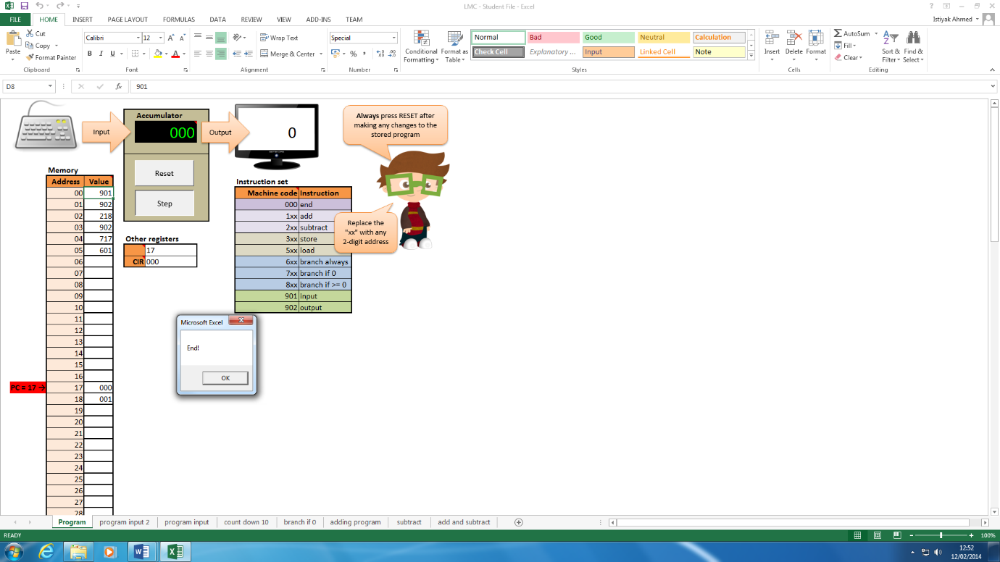 LMC - Student File - Excel
FILE HOME INSERT PAGE LAYOUT FORMULAS DATA REVIEW VIEW ADD-INS TEAM
Istiyak Ahmed
Paste
Cut
Copy
Format Painter
Clipboard
Calibri 12
B I U
Font
Wrap Text
Merge & Center
Alignment
Special
Number
Conditional Formatting
Format as Table
Normal Bad Good Neutral Calculation
Check Cell Explanatory ... Input Linked Cell Note
Styles
Insert Delete Format
Cells
AutoSum
Fill
Clear
Sort & Filter
Find & Select
Editing
D8 fx 901
Input
Accumulator
000
Output
0
Reset
Step
Always press RESET after
making any changes to the
stored program
Replace the
"xx" with any
2-digit address
Memory
Address Value
00 901
01 902
02 218
03 902
04 717
05 601
06
07
08
09
10
11
12
13
14
15
16
PC = 17 → 17 000
18 001
19
20
21
22
23
24
25
26
27
28
Other registers
17
CIR 000
Instruction set
Machine code Instruction
000 end
1xx add
2xx subtract
3xx store
5xx load
6xx branch always
7xx branch if 0
8xx branch if >= 0
901 input
902 output
Microsoft Excel
End!
OK
Program program input 2 program input count down 10 branch if 0 adding program subtract add and subtract
READY
100%
12:52
12/02/2014